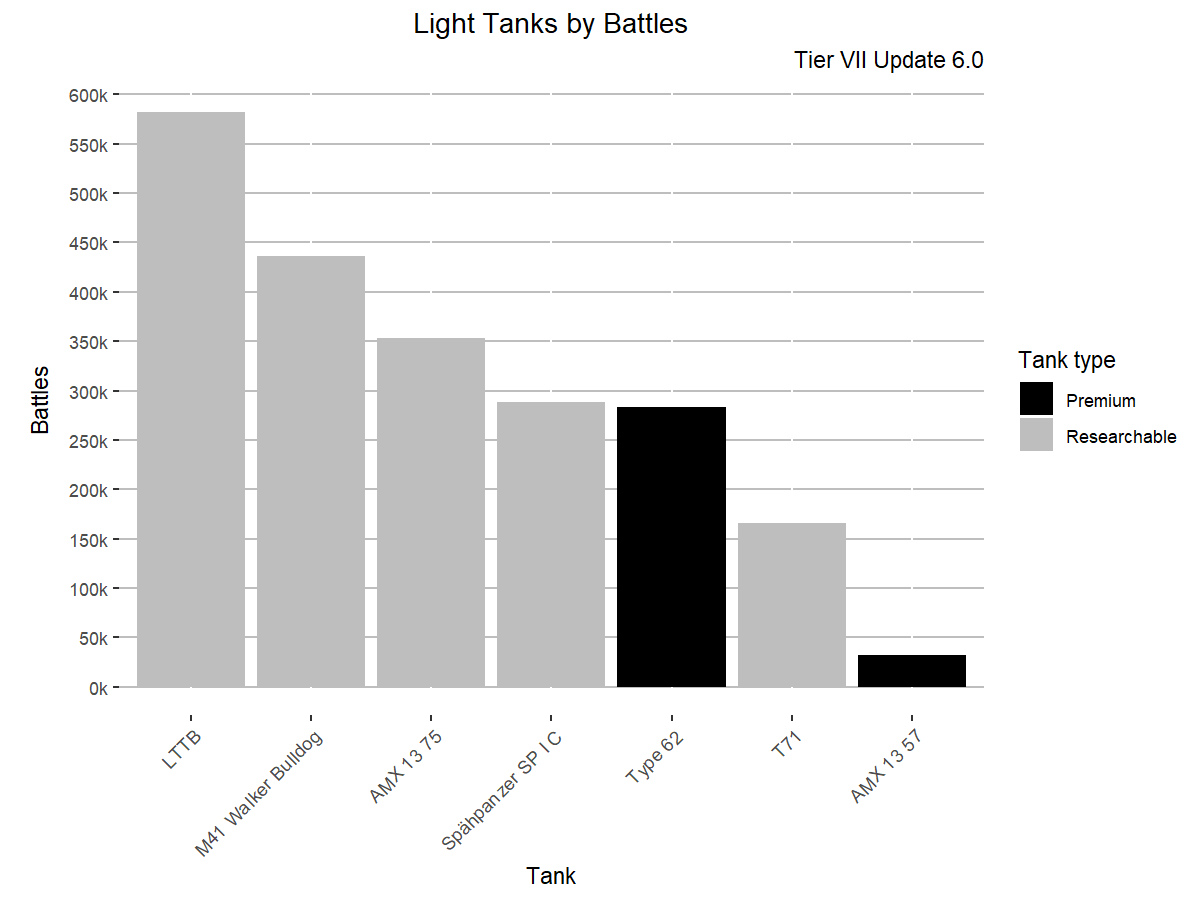 Light Tanks by Battles
Tier VII Update 6.0
600k
550k
500k
450k
400k
350k
300k
250k
200k
150k
100k
50k
0k
Battles
LTTB
M41 Walker Bulldog
AMX 13 75
Spähpanzer SP I C
Type 62
T71
AMX 13 57
Tank
Tank type
Premium
Researchable